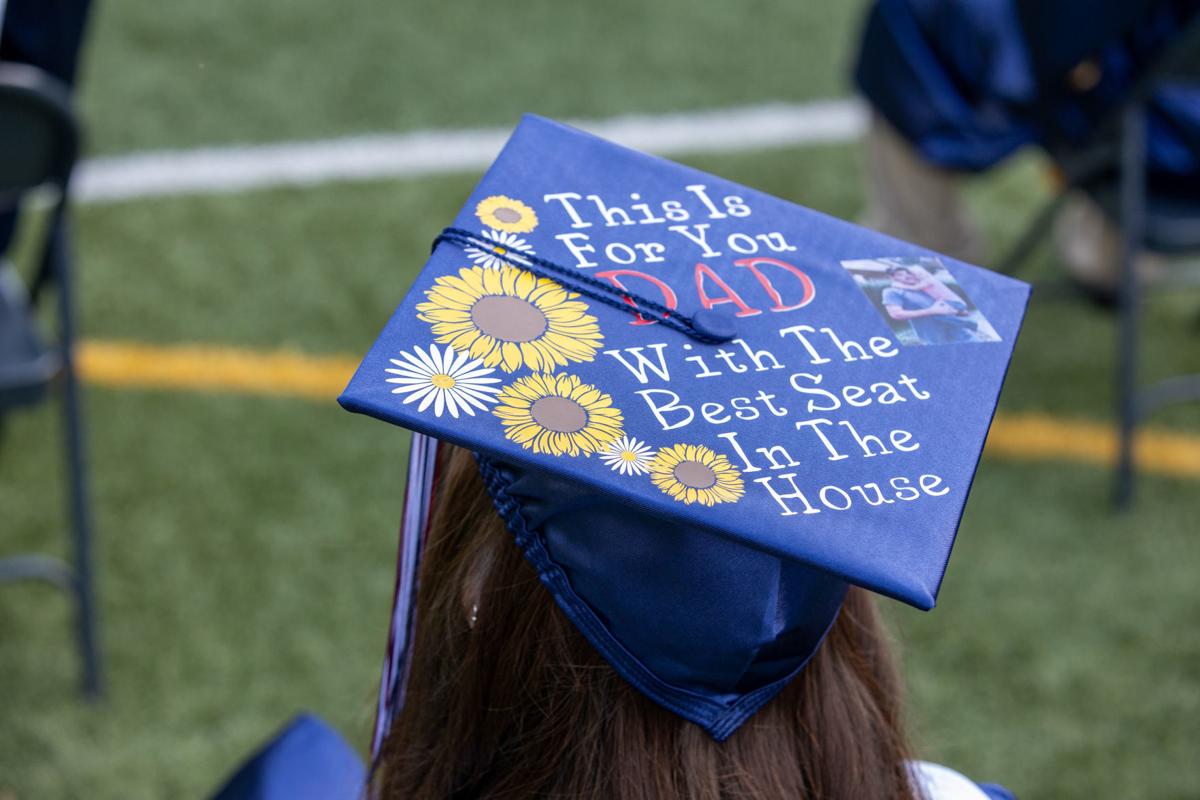 This Is
For You
DAD
With The
Best Seat
In The
House